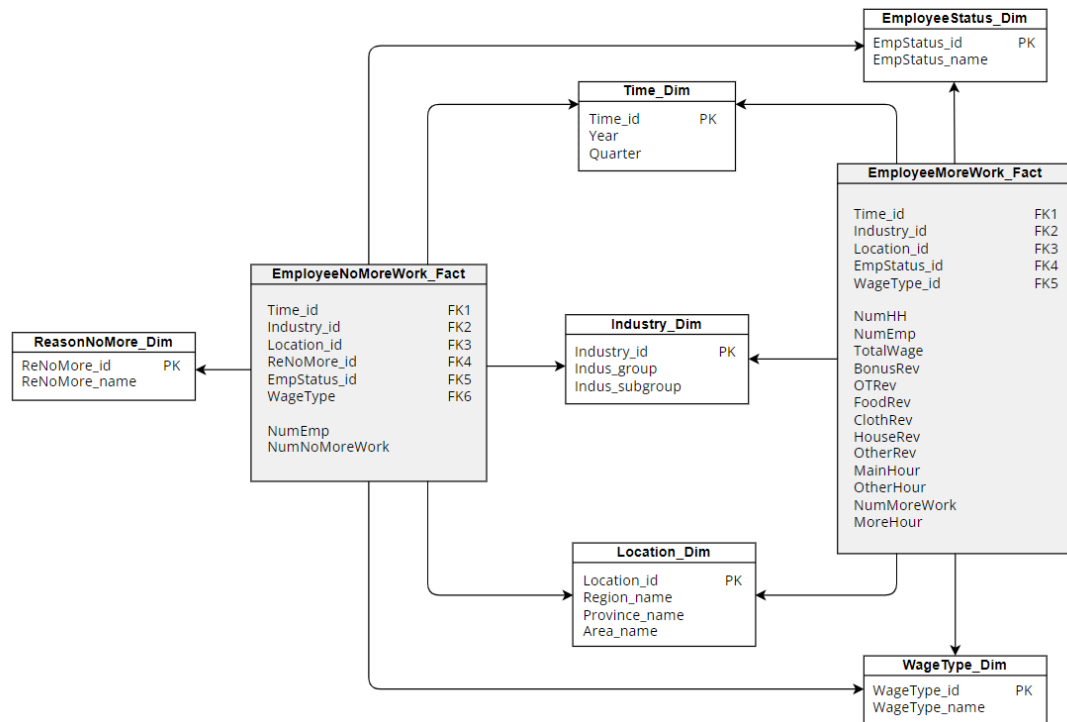 EmployeeStatus_Dim
EmpStatus_id PK
EmpStatus_name
Time_Dim
Time_id PK
Year
Quarter
EmployeeMoreWork_Fact
Time_id FK1
Industry_id FK2
Location_id FK3
EmpStatus_id FK4
WageType_id FK5
NumHH
NumEmp
TotalWage
BonusRev
OTRev
FoodRev
ClothRev
HouseRev
OtherRev
MainHour
OtherHour
NumMoreWork
MoreHour
EmployeeNoMoreWork_Fact
Time_id FK1
Industry_id FK2
Location_id FK3
ReNoMore_id FK4
EmpStatus_id FK5
WageType FK6
NumEmp
NumNoMoreWork
ReasonNoMore_Dim
ReNoMore_id PK
ReNoMore_name
Industry_Dim
Industry_id PK
Indus_group
Indus_subgroup
Location_Dim
Location_id PK
Region_name
Province_name
Area_name
WageType_Dim
WageType_id PK
WageType_name